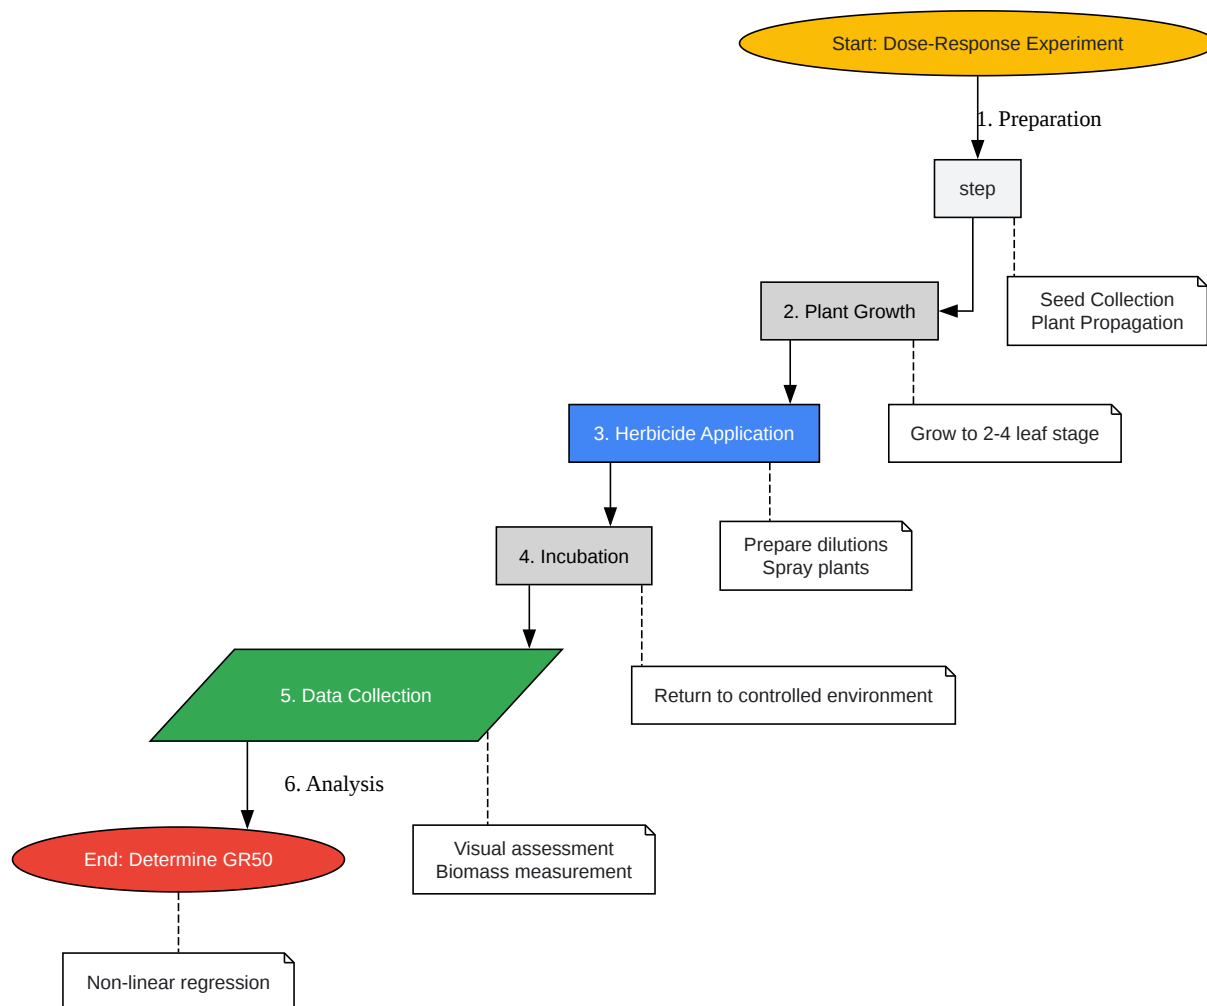 Start: Dose-Response Experiment
1. Preparation
step
Seed Collection
Plant Propagation
2. Plant Growth
Grow to 2-4 leaf stage
3. Herbicide Application
Prepare dilutions
Spray plants
4. Incubation
Return to controlled environment
5. Data Collection
6. Analysis
Visual assessment
Biomass measurement
End: Determine GR50
Non-linear regression